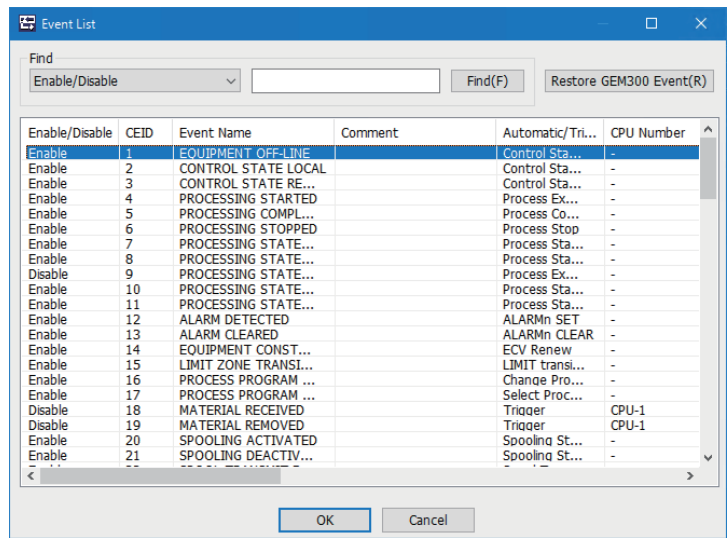 Event List
Find
Enable/Disable Find(F) Restore GEM300 Event(R)
Enable/Disable CEID Event Name Comment Automatic/Tri... CPU Number
Enable 1 EQUIPMENT OFF-LINE Control Sta... -
Enable 2 CONTROL STATE LOCAL Control Sta... -
Enable 3 CONTROL STATE RE... Control Sta... -
Enable 4 PROCESSING STARTED Process Ex... -
Enable 5 PROCESSING COMPL... Process Co... -
Enable 6 PROCESSING STOPPED Process Stop -
Enable 7 PROCESSING STATE... Process Sta... -
Enable 8 PROCESSING STATE... Process Sta... -
Disable 9 PROCESSING STATE... Process Ex... -
Enable 10 PROCESSING STATE... Process Sta... -
Enable 11 PROCESSING STATE... Process Sta... -
Enable 12 ALARM DETECTED ALARMn SET -
Enable 13 ALARM CLEARED ALARMn CLEAR -
Enable 14 EQUIPMENT CONST... ECV Renew -
Enable 15 LIMIT ZONE TRANSI... LIMIT transi... -
Enable 16 PROCESS PROGRAM ... Change Pro... -
Enable 17 PROCESS PROGRAM ... Select Proc... -
Disable 18 MATERIAL RECEIVED Trigger CPU-1
Disable 19 MATERIAL REMOVED Trigger CPU-1
Enable 20 SPOOLING ACTIVATED Spooling St... -
Enable 21 SPOOLING DEACTIV... Spooling St... -
OK Cancel